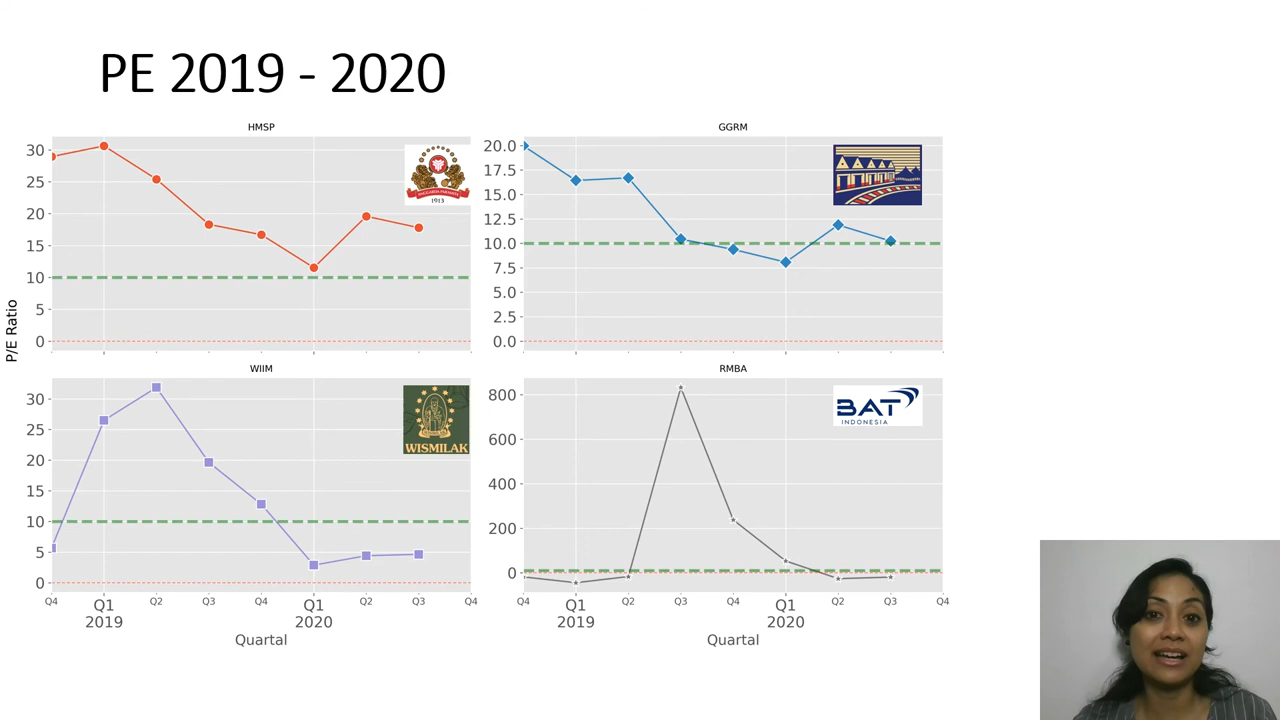 PE 2019 - 2020
P/E Ratio
HMSP
30
25
20
15
10
5
0
1913
GGRM
20.0
17.5
15.0
12.5
10.0
7.5
5.0
2.5
0.0
WIIM
30
25
20
15
10
5
0
WISMILAK
Q4 Q1 Q2 Q3 Q4 Q1 Q2 Q3 Q4
2019 2020
Quartal
RMBA
800
600
400
200
0
BAT
INDONESIA
Q4 Q1 Q2 Q3 Q4 Q1 Q2 Q3 Q4
2019 2020
Quartal